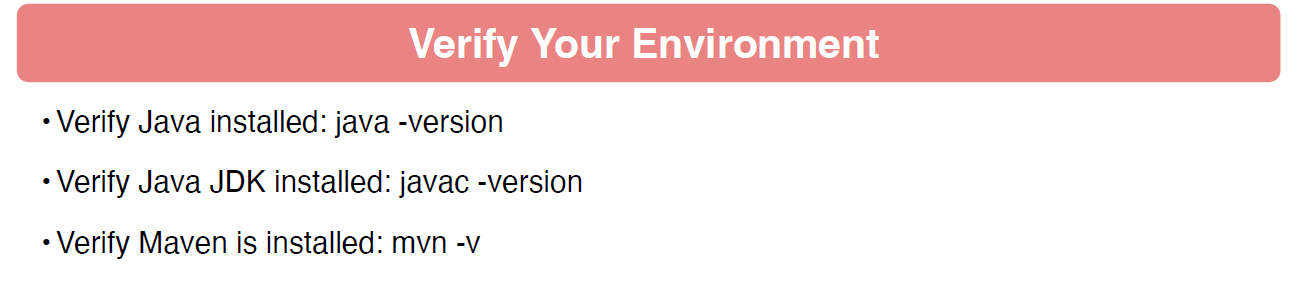 Verify Your Environment
• Verify Java installed: java -version
• Verify Java JDK installed: javac -version
• Verify Maven is installed: mvn -v